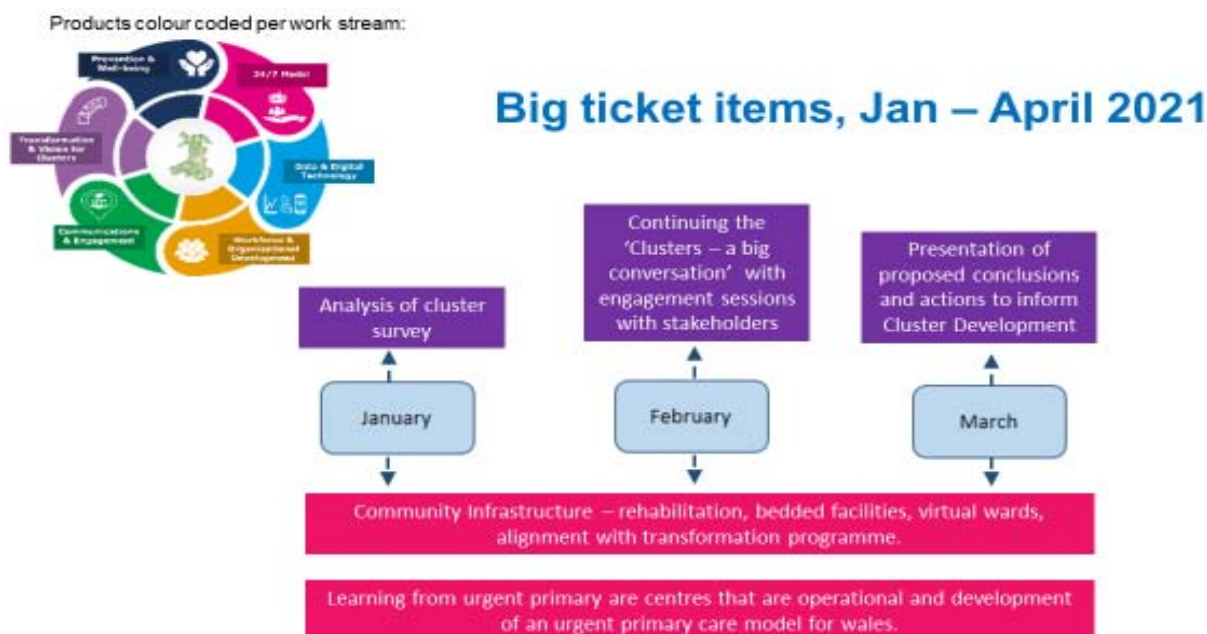 Products colour coded per work stream:
Prevention &
Well-being
24/7 Model
Transformation
& Vision for
Clusters
Data & Digital
Technology
Communications
& Engagement
Workforce &
Organisational
Development
Big ticket items, Jan – April 2021
Analysis of cluster
survey
Continuing the
'Clusters – a big
conversation' with
engagement sessions
with stakeholders
Presentation of
proposed conclusions
and actions to inform
Cluster Development
January
February
March
Community Infrastructure – rehabilitation, bedded facilities, virtual wards,
alignment with transformation programme.
Learning from urgent primary are centres that are operational and development
of an urgent primary care model for wales.